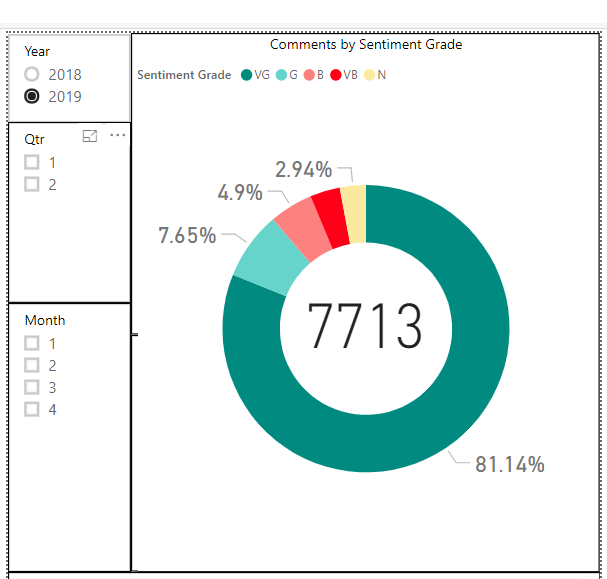 Year
2018
2019
Qtr
1
2
Month
1
2
3
4
Comments by Sentiment Grade
Sentiment Grade VG G B VB N
2.94%
4.9%
7.65%
7713
81.14%